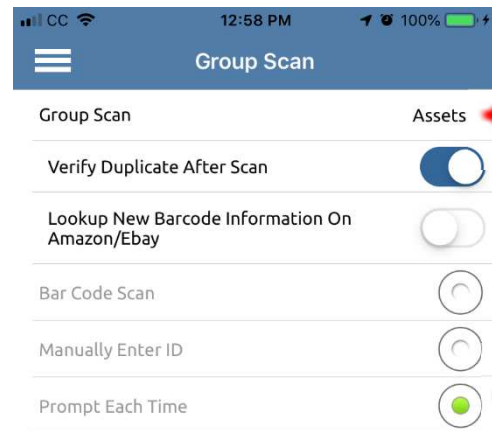 CC 12:58 PM 100%
Group Scan
Group Scan Assets
Verify Duplicate After Scan
Lookup New Barcode Information On
Amazon/Ebay
Bar Code Scan
Manually Enter ID
Prompt Each Time